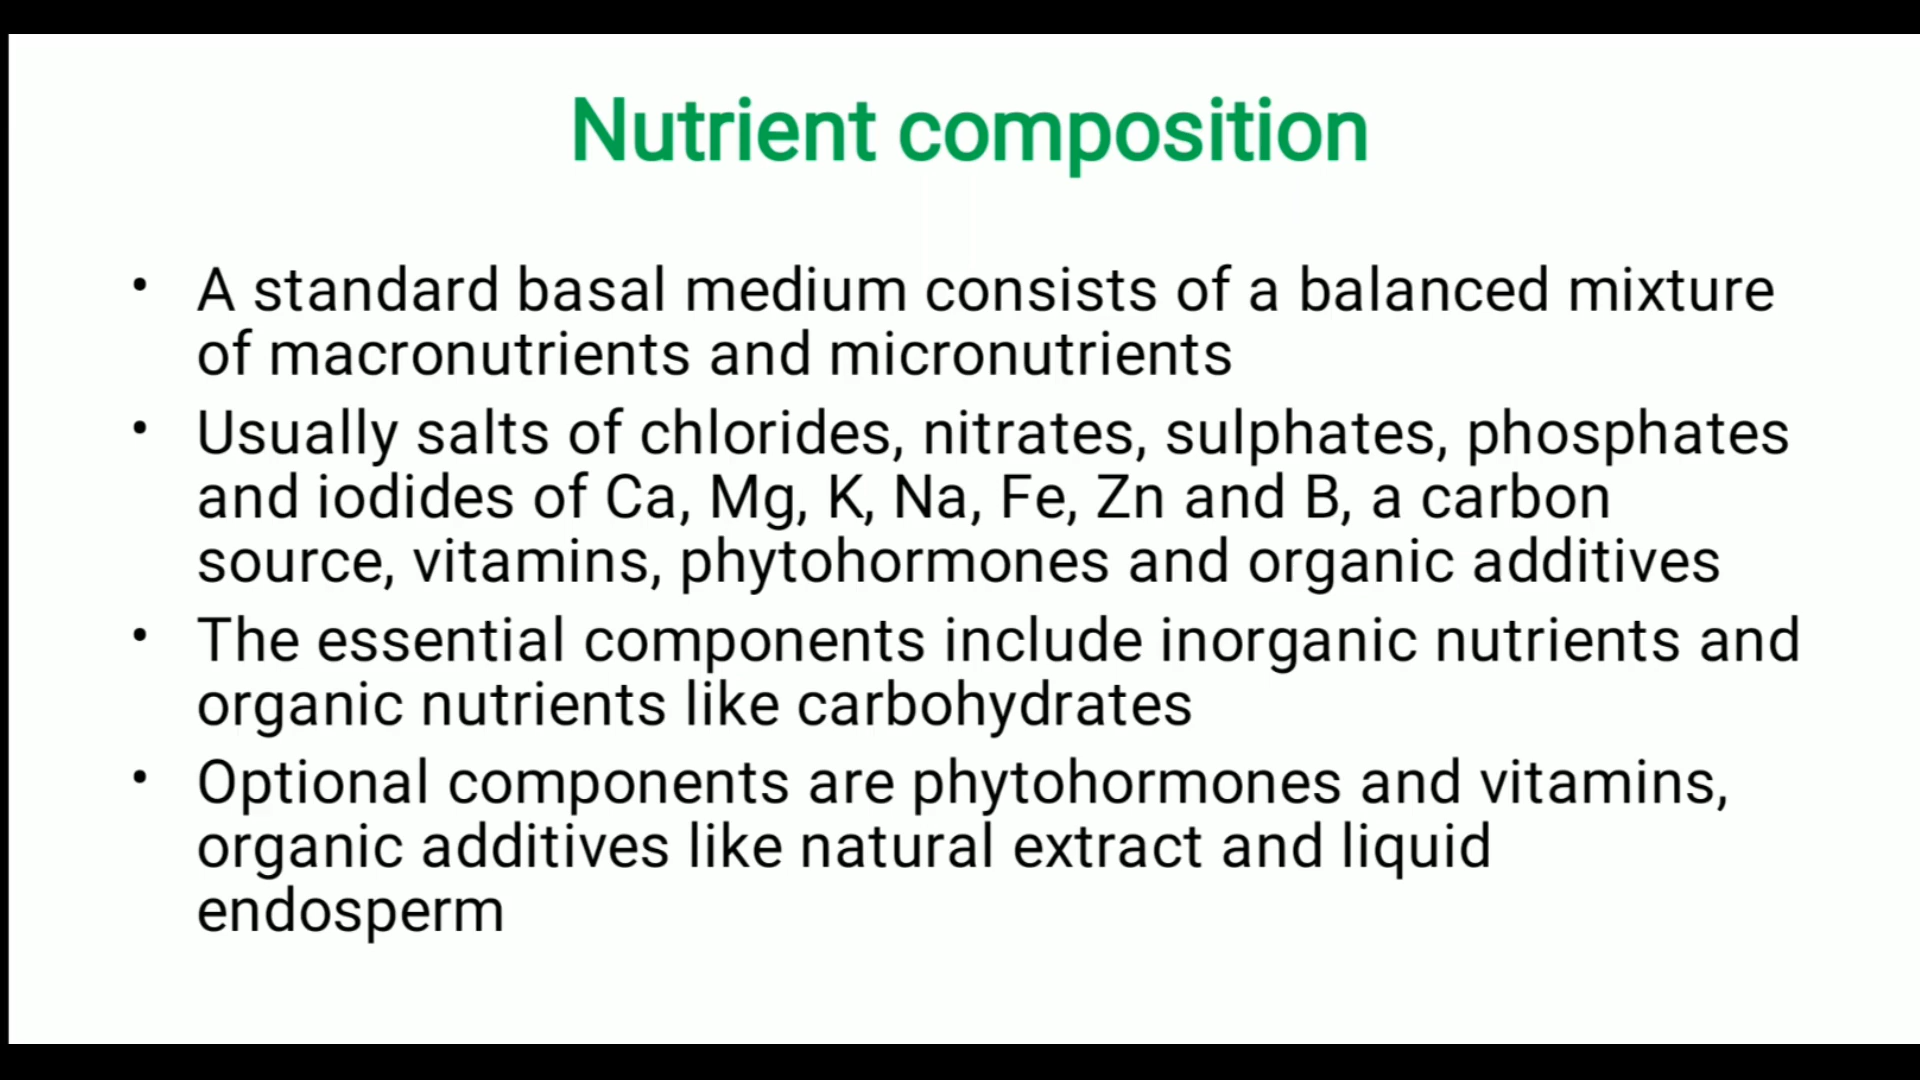 Nutrient composition
• A standard basal medium consists of a balanced mixture
of macronutrients and micronutrients
• Usually salts of chlorides, nitrates, sulphates, phosphates
and iodides of Ca, Mg, K, Na, Fe, Zn and B, a carbon
source, vitamins, phytohormones and organic additives
• The essential components include inorganic nutrients and
organic nutrients like carbohydrates
• Optional components are phytohormones and vitamins,
organic additives like natural extract and liquid
endosperm